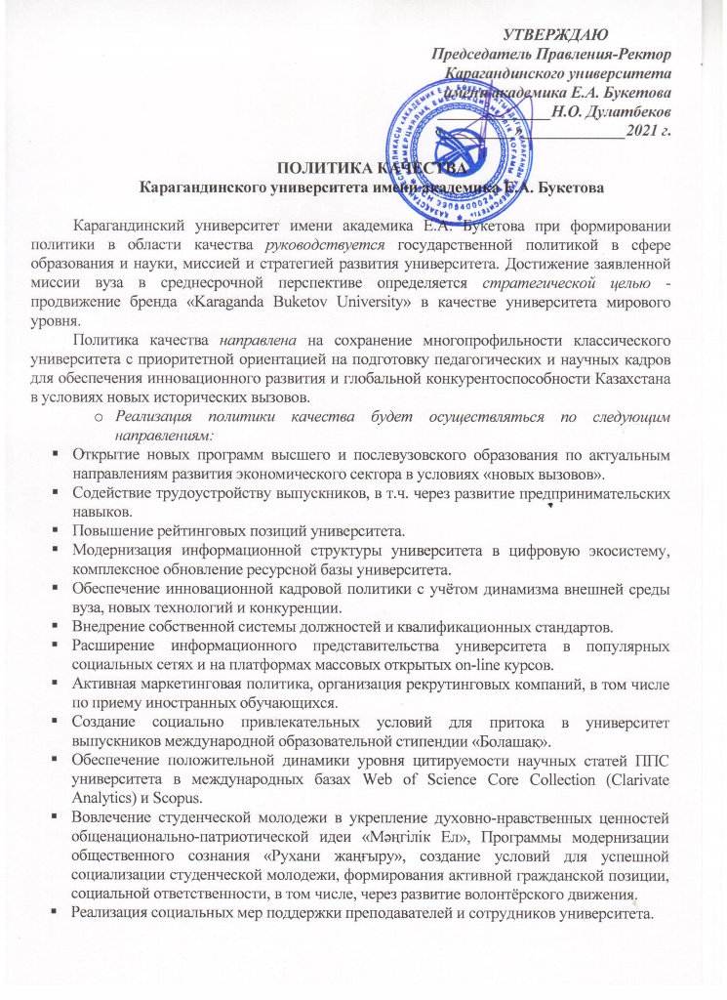 УТВЕРЖДАЮ
Председатель Правления-Ректор
Карагандинского университета
имени академика Е.А. Букетова
Н.О. Дулатбеков
2021 г.
ПОЛИТИКА КАЧЕСТВА
Карагандинского университета имени академика Е.А. Букетова
Карагандинский университет имени академика Е.А. Букетова при формировании
политики в области качества руководствуется государственной политикой в сфере
образования и науки, миссией и стратегией развития университета. Достижение заявленной
миссии вуза в среднесрочной перспективе определяется стратегической целью -
продвижение бренда «Karaganda Buketov University» в качестве университета мирового
уровня.
Политика качества направлена на сохранение многопрофильности классического
университета с приоритетной ориентацией на подготовку педагогических и научных кадров
для обеспечения инновационного развития и глобальной конкурентоспособности Казахстана
в условиях новых исторических вызовов.
o Реализация политики качества будет осуществляться по следующим
направлениям:
▪ Открытие новых программ высшего и послевузовского образования по актуальным
направлениям развития экономического сектора в условиях «новых вызовов».
▪ Содействие трудоустройству выпускников, в т.ч. через развитие предпринимательских
навыков.
▪ Повышение рейтинговых позиций университета.
▪ Модернизация информационной структуры университета в цифровую экосистему,
комплексное обновление ресурсной базы университета.
▪ Обеспечение инновационной кадровой политики с учётом динамизма внешней среды
вуза, новых технологий и конкуренции.
▪ Внедрение собственной системы должностей и квалификационных стандартов.
▪ Расширение информационного представительства университета в популярных
социальных сетях и на платформах массовых открытых on-line курсов.
▪ Активная маркетинговая политика, организация рекрутинговых компаний, в том числе
по приему иностранных обучающихся.
▪ Создание социально привлекательных условий для притока в университет
выпускников международной образовательной стипендии «Болашақ».
▪ Обеспечение положительной динамики уровня цитируемости научных статей ППС
университета в международных базах Web of Science Core Collection (Clarivate
Analytics) и Scopus.
▪ Вовлечение студенческой молодежи в укрепление духовно-нравственных ценностей
общенационально-патриотической идеи «Мәңгілік Ел», Программы модернизации
общественного сознания «Рухани жаңғыру», создание условий для успешной
социализации студенческой молодежи, формирования активной гражданской позиции,
социальной ответственности, в том числе, через развитие волонтёрского движения.
▪ Реализация социальных мер поддержки преподавателей и сотрудников университета.